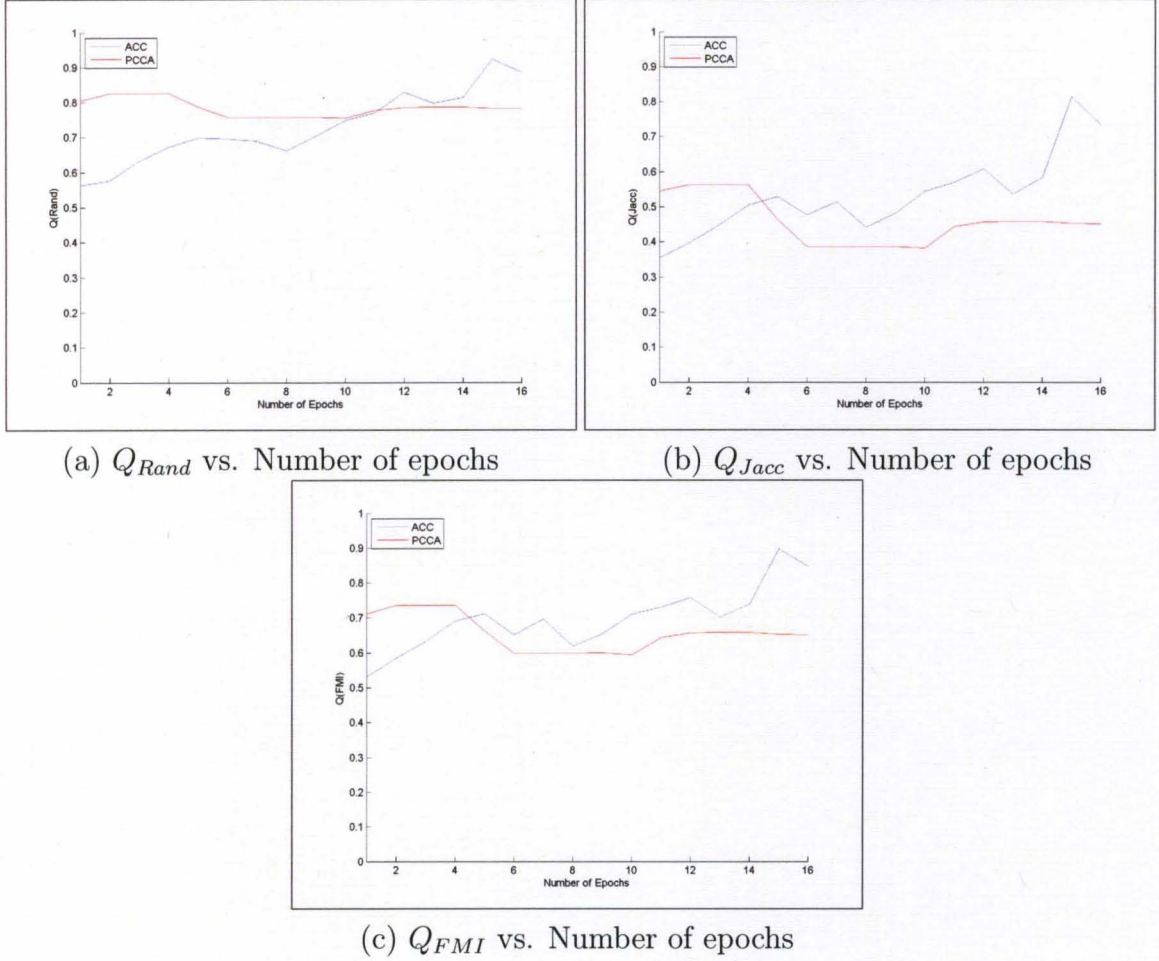 1
0.9
0.8
0.7
0.6
0.5
0.4
0.3
0.2
0.1
0
Q(Rand)
ACC
PCCA
2 4 6 8 10 12 14 16
Number of Epochs
(a) Q_Rand vs. Number of epochs
1
0.9
0.8
0.7
0.6
0.5
0.4
0.3
0.2
0.1
0
Q(Jacc)
ACC
PCCA
2 4 6 8 10 12 14 16
Number of Epochs
(b) Q_Jacc vs. Number of epochs
1
0.9
0.8
0.7
0.6
0.5
0.4
0.3
0.2
0.1
0
Q(FMI)
ACC
PCCA
2 4 6 8 10 12 14 16
Number of Epochs
(c) Q_FMI vs. Number of epochs